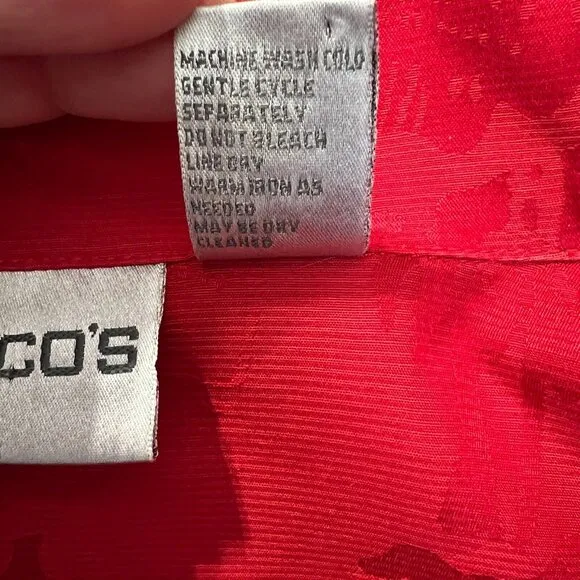 MACHINE WASH COLD
GENTLE CYCLE
SEPARATELY
DO NOT BLEACH
LINE DRY
WARM IRON AS
NEEDED
MAY BE DRY
CLEANED
CO'S